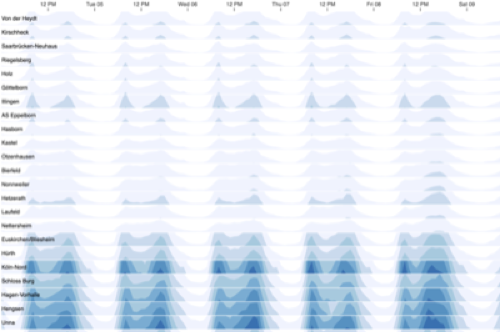 12 PM Tue 05 12 PM Wed 06 12 PM Thu 07 12 PM Fri 08 12 PM Sat 09
Von der Heydt
Kirschheck
Saarbrücken-Neuhaus
Riegelsberg
Holz
Göttelborn
Illingen
AS Eppelborn
Hasborn
Kastel
Otzenhausen
Bierfeld
Nonnweiler
Hetzerath
Laufeld
Nettersheim
Euskirchen/Blessheim
Hürth
Köln-Nord
Schloss Burg
Hagen-Vorhalle
Hengsen
Unna